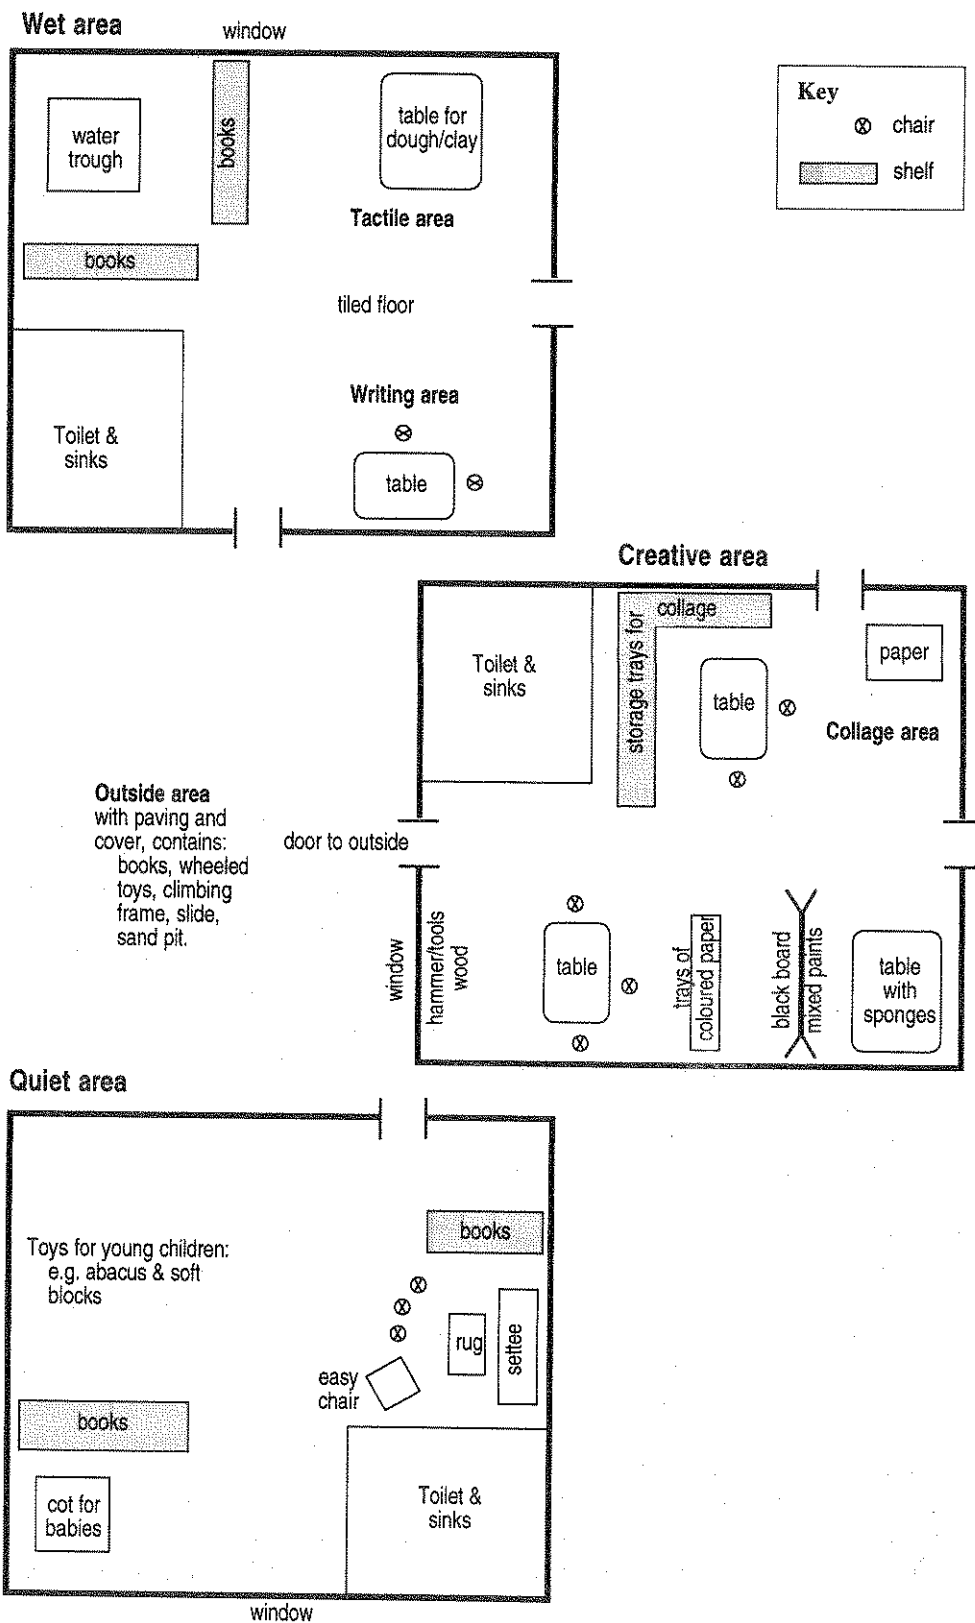 Wet area
window
water
trough
books
table for
dough/clay
Tactile area
books
tiled floor
Writing area
Toilet &
sinks
table
Key
chair
shelf
Creative area
Toilet &
sinks
storage trays for
collage
table
paper
Collage area
Outside area
with paving and
cover, contains:
books, wheeled
toys, climbing
frame, slide,
sand pit.
door to outside
window
hammer/tools
wood
table
trays of
coloured paper
black board
mixed paints
table
with
sponges
Quiet area
Toys for young children:
e.g. abacus & soft
blocks
books
rug
settee
easy
chair
books
cot for
babies
Toilet &
sinks
window